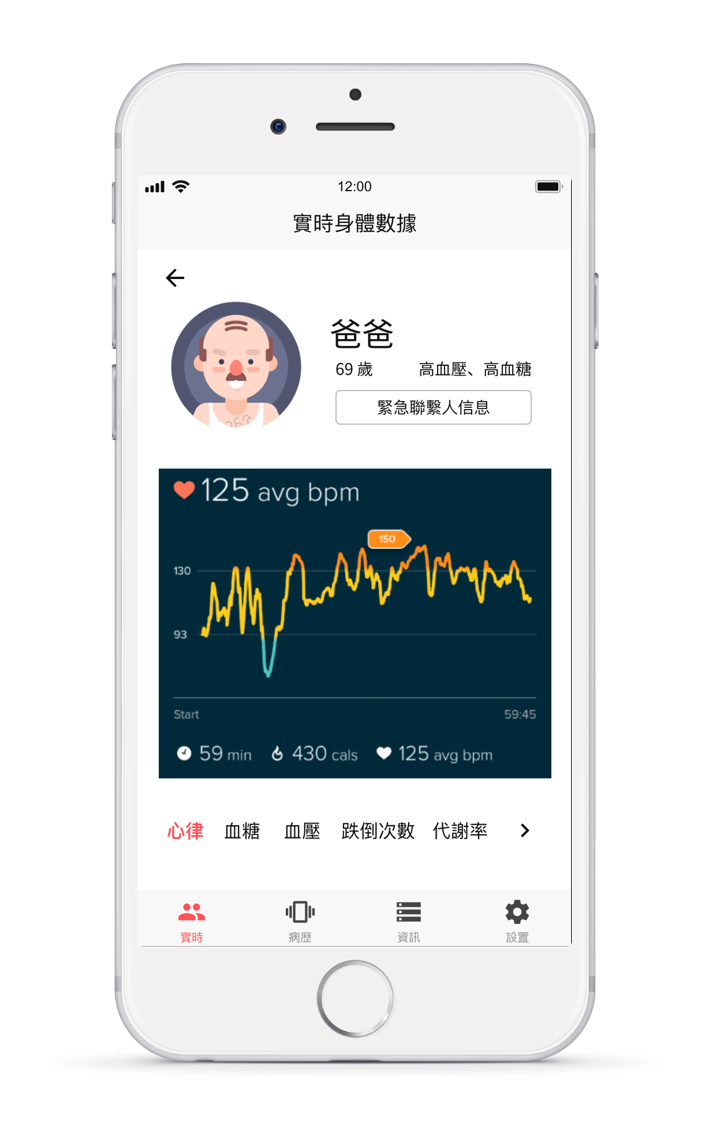 12:00
實時身體數據
爸爸
69 歲 高血壓、高血糖
緊急聯繫人信息
125 avg bpm
150
130
93
Start 59:45
59 min 430 cals 125 avg bpm
心律 血糖 血壓 跌倒次數 代謝率
實時 病歷 資訊 設置